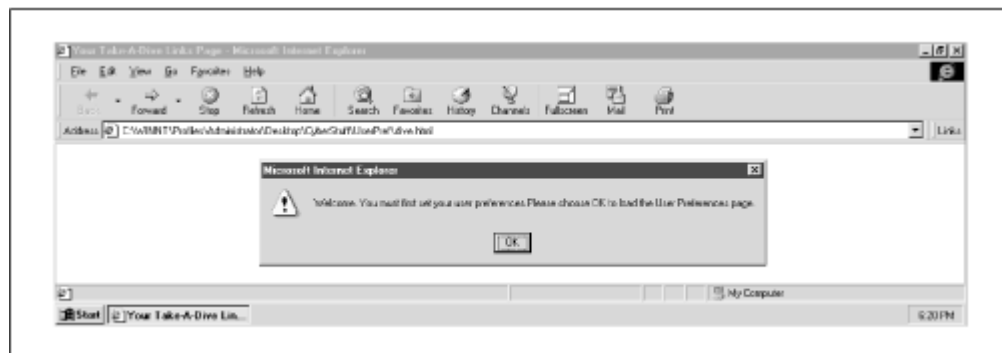 Your Take-A-Dive Links Page - Microsoft Internet Explorer
File Edit View Go Favorites Help
Back Forward Stop Refresh Home Search Favorites History Channels Fullscreen Mail Print
Address C:\WINNT\Profiles\Administrator\Desktop\CyberStuff\UserPref\dive.html Links
Microsoft Internet Explorer
Welcome. You must first set your user preferences.Please choose OK to load the User Preferences page.
OK
My Computer
Start Your Take-A-Dive Lin... 6:20 PM